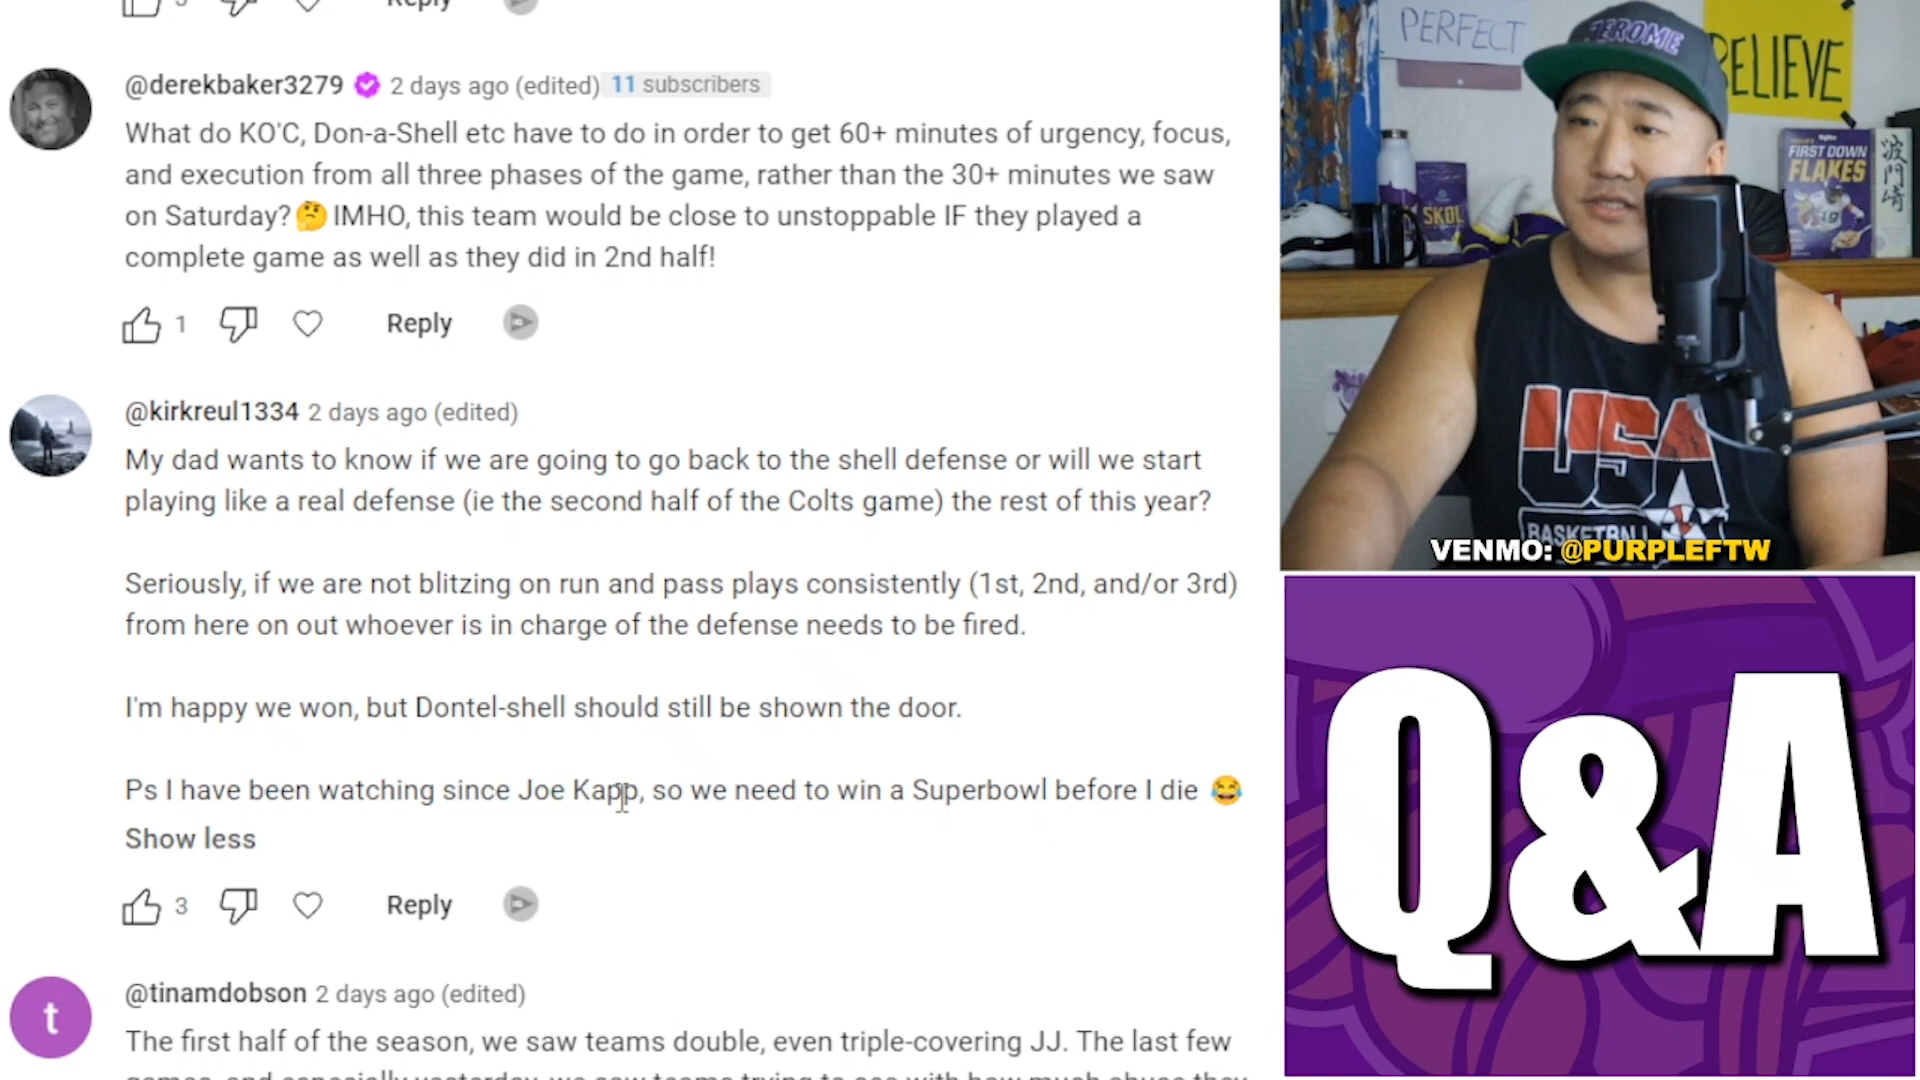 3
Reply
@derekbaker3279 2 days ago (edited) 11 subscribers
What do KO'C, Don-a-Shell etc have to do in order to get 60+ minutes of urgency, focus,
and execution from all three phases of the game, rather than the 30+ minutes we saw
on Saturday?🤔 IMHO, this team would be close to unstoppable IF they played a
complete game as well as they did in 2nd half!
1 Reply
@kirkreul1334 2 days ago (edited)
My dad wants to know if we are going to go back to the shell defense or will we start
playing like a real defense (ie the second half of the Colts game) the rest of this year?
Seriously, if we are not blitzing on run and pass plays consistently (1st, 2nd, and/or 3rd)
from here on out whoever is in charge of the defense needs to be fired.
I'm happy we won, but Dontel-shell should still be shown the door.
Ps I have been watching since Joe Kapp, so we need to win a Superbowl before I die 😂
Show less
3 Reply
t
@tinamdobson 2 days ago (edited)
The first half of the season, we saw teams double, even triple-covering JJ. The last few
PERFECT
BELIEVE
JEROME
FIRST DOWN
FLAKES
19
波
門
SKOL
USA
BASKETBALL
VENMO: @PURPLEFTW
Q&A